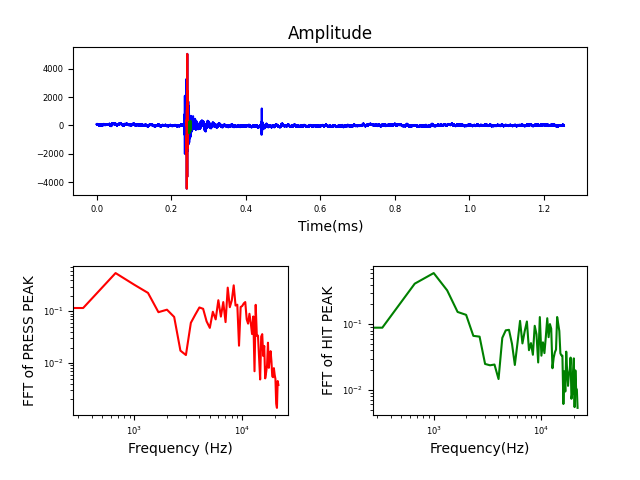 Amplitude
4000
2000
0
−2000
−4000
0.0 0.2 0.4 0.6 0.8 1.0 1.2
Time(ms)
FFT of PRESS PEAK
10⁻¹
10⁻²
10³ 10⁴
Frequency (Hz)
FFT of HIT PEAK
10⁻¹
10⁻²
10³ 10⁴
Frequency(Hz)